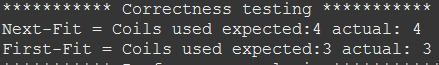 *********** Correctness testing ***********
Next-Fit = Coils used expected:4 actual: 4
First-Fit = Coils used expected:3 actual: 3